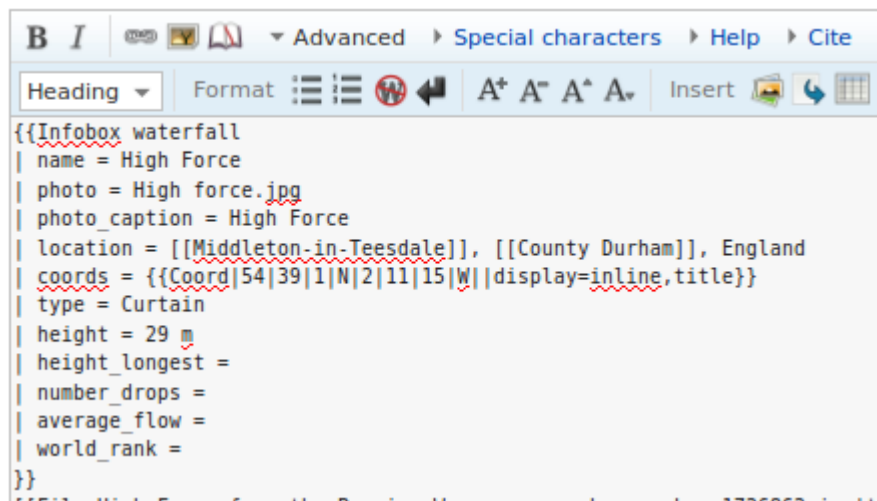 B I Advanced Special characters Help Cite
Heading Format A+ A- A A Insert
{{Infobox waterfall
| name = High Force
| photo = High force.jpg
| photo_caption = High Force
| location = [[Middleton-in-Teesdale]], [[County Durham]], England
| coords = {{Coord|54|39|1|N|2|11|15|W||display=inline,title}}
| type = Curtain
| height = 29 m
| height_longest =
| number_drops =
| average_flow =
| world_rank =
}}